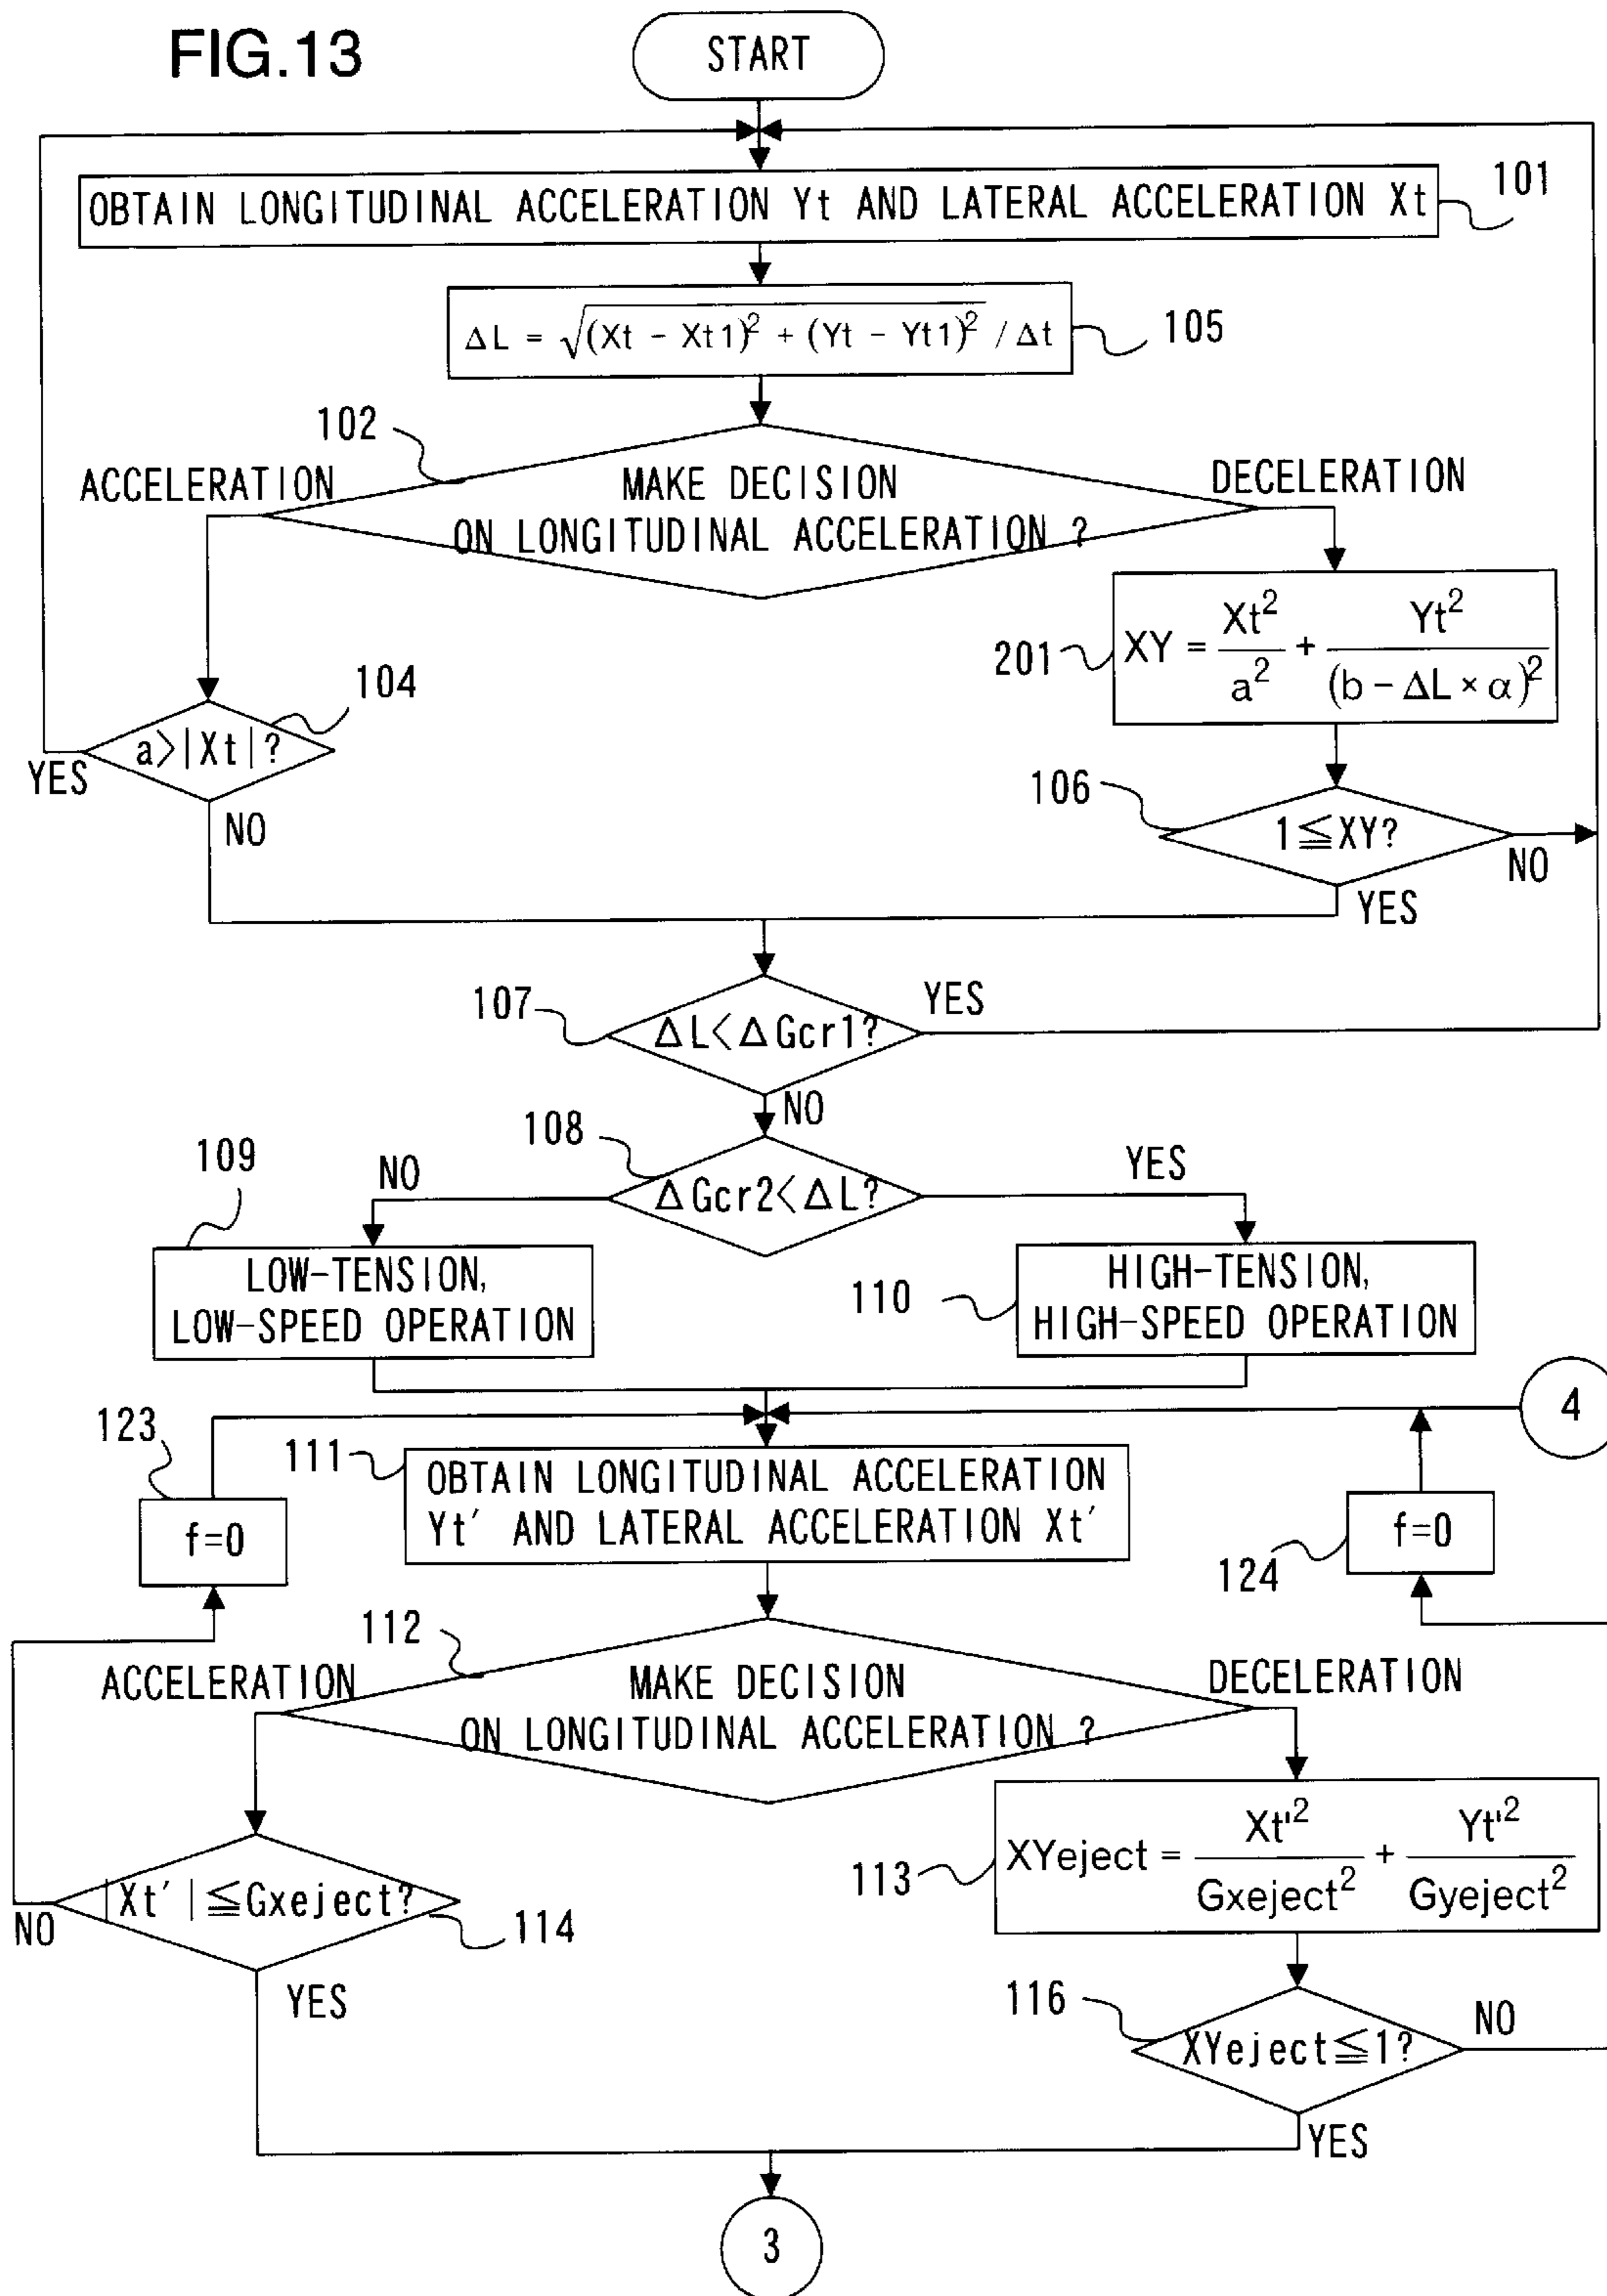 FIG.13
START
OBTAIN LONGITUDINAL ACCELERATION Yt AND LATERAL ACCELERATION Xt
101
ΔL = √(Xt - Xt1)² + (Yt - Yt1)² / Δt
105
102
ACCELERATION
MAKE DECISION
ON LONGITUDINAL ACCELERATION ?
DECELERATION
201
XY = Xt²/a² + Yt²/(b - ΔL × α)²
104
a>|Xt|?
YES
NO
106
1≦XY?
NO
YES
107
ΔL<ΔGcr1?
YES
NO
108
ΔGcr2<ΔL?
NO
YES
109
LOW-TENSION,
LOW-SPEED OPERATION
110
HIGH-TENSION,
HIGH-SPEED OPERATION
4
123
f=0
111
OBTAIN LONGITUDINAL ACCELERATION
Yt′ AND LATERAL ACCELERATION Xt′
f=0
124
112
ACCELERATION
MAKE DECISION
ON LONGITUDINAL ACCELERATION ?
DECELERATION
113
XYeject = Xt'²/Gxeject² + Yt'²/Gyeject²
|Xt′|≦Gxeject?
114
NO
YES
116
XYeject≦1?
NO
YES
3